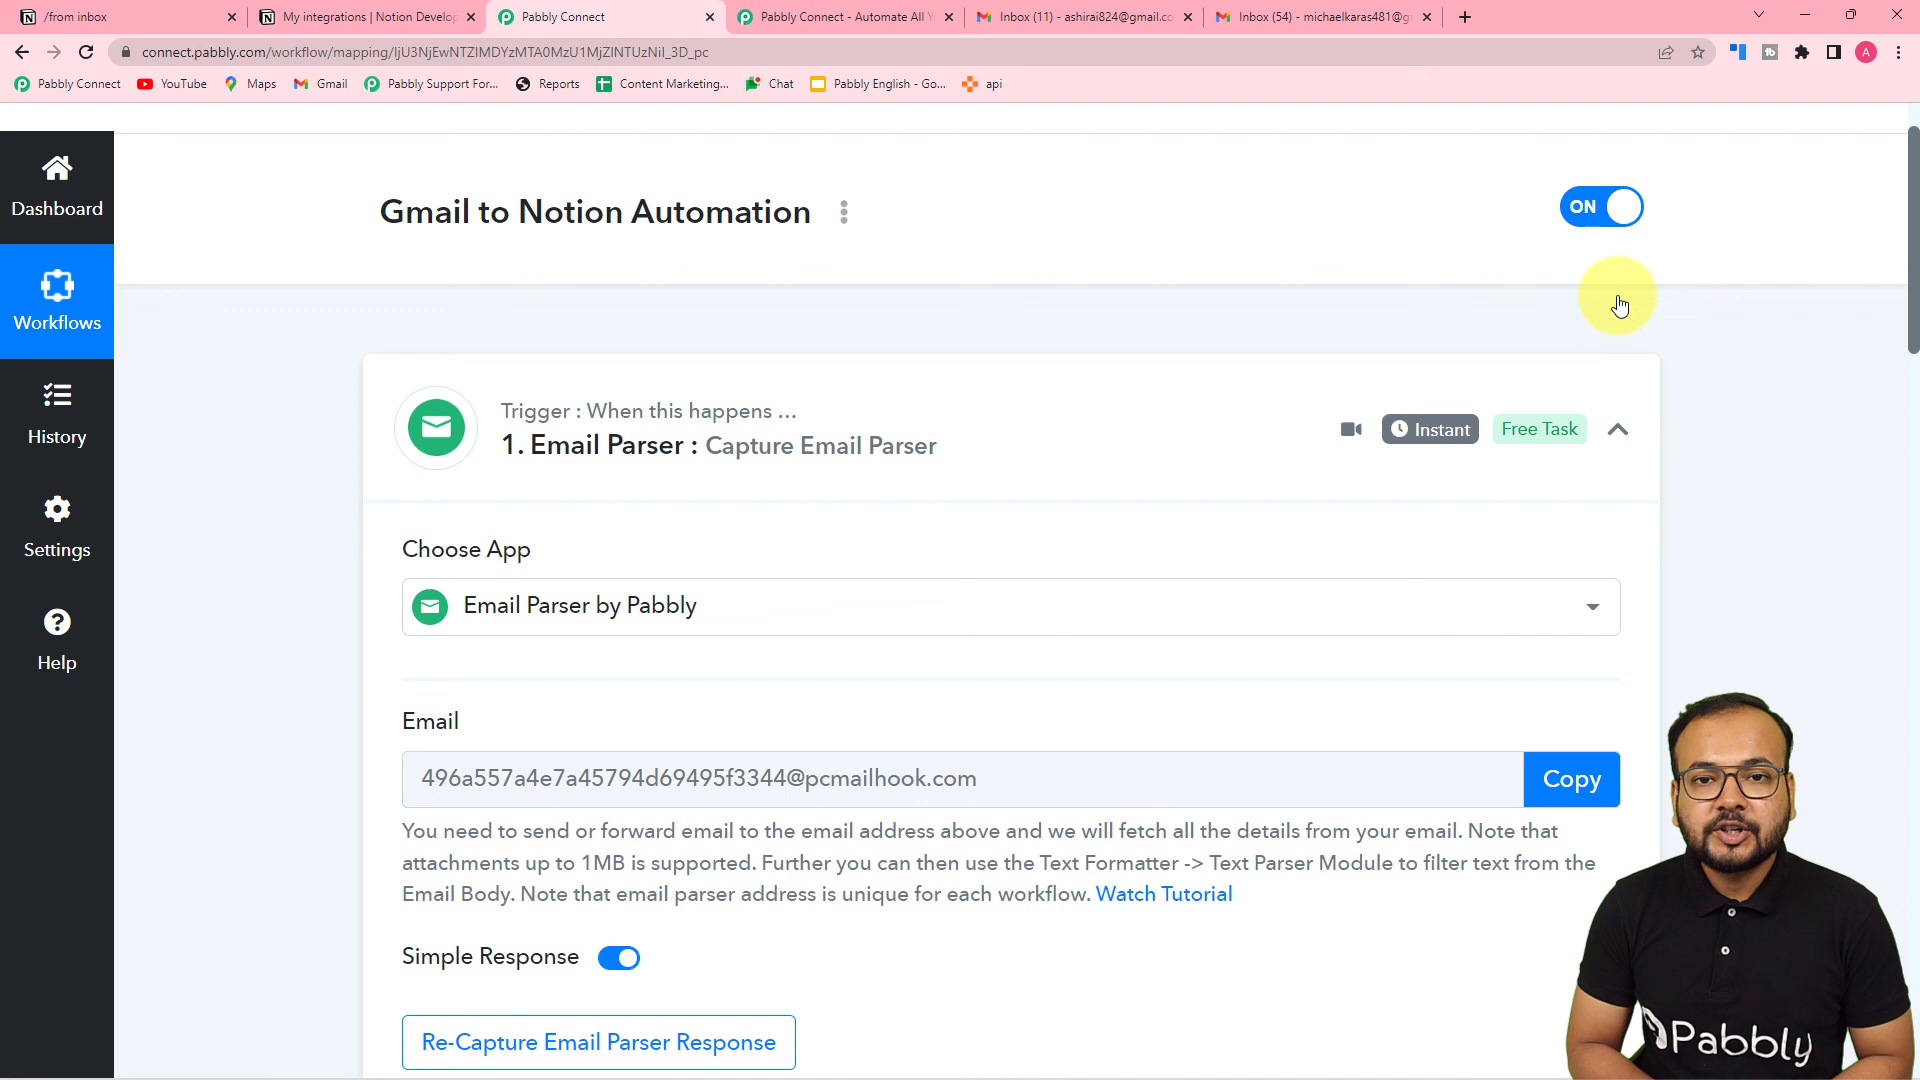 /from inbox
My integrations | Notion Develop
Pabbly Connect
Pabbly Connect - Automate All Y
Inbox (11) - ashirai824@gmail.co
Inbox (54) - michaelkaras481@g
connect.pabbly.com/workflow/mapping/IjU3NjEwNTZlMDYzMTA0MzU1MjZlNTUzNiI_3D_pc
Pabbly Connect
YouTube
Maps
Gmail
Pabbly Support For...
Reports
Content Marketing...
Chat
Pabbly English - Go...
api
A
Dashboard
Workflows
History
Settings
Help
Gmail to Notion Automation
ON
Trigger : When this happens ...
1. Email Parser : Capture Email Parser
Instant
Free Task
Choose App
Email Parser by Pabbly
Email
496a557a4e7a45794d69495f3344@pcmailhook.com
Copy
You need to send or forward email to the email address above and we will fetch all the details from your email. Note that
attachments up to 1MB is supported. Further you can then use the Text Formatter -> Text Parser Module to filter text from the
Email Body. Note that email parser address is unique for each workflow. Watch Tutorial
Simple Response
Re-Capture Email Parser Response
Pabbly